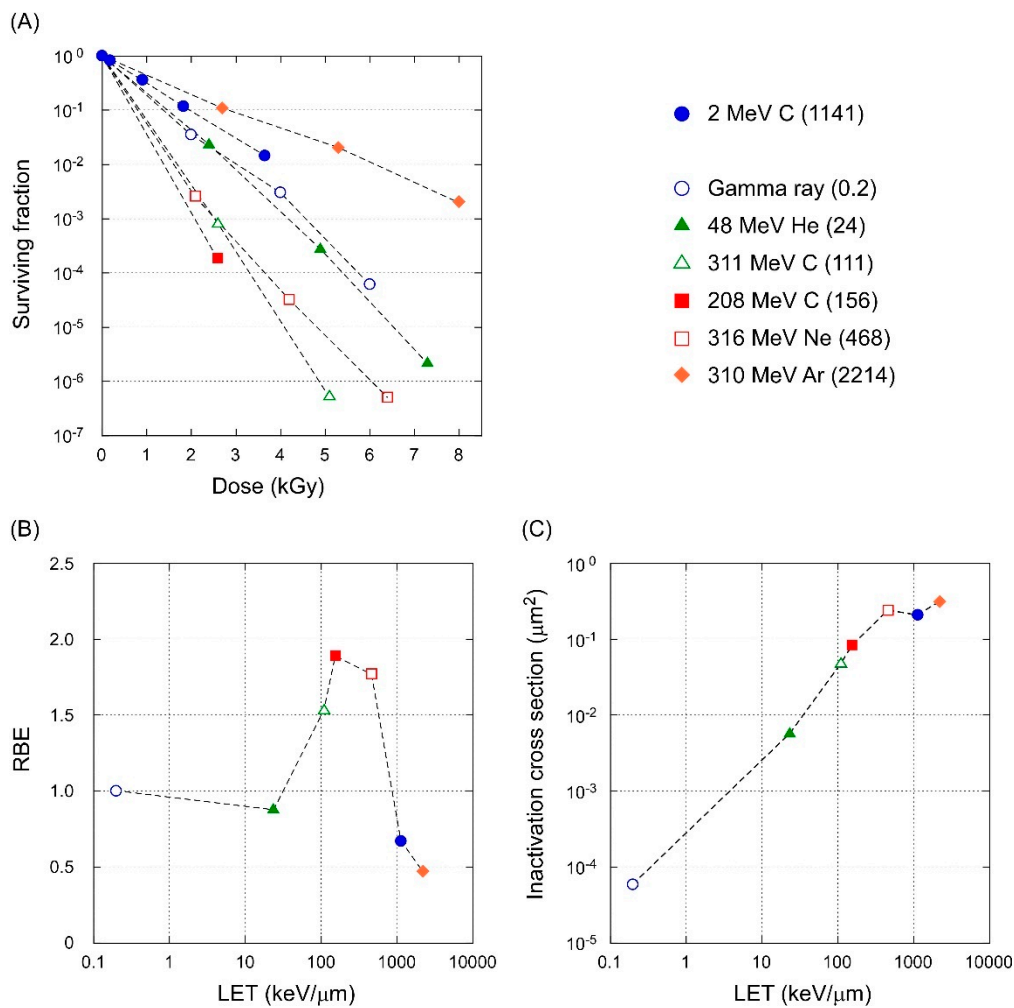 (A)
10⁰
10⁻¹
10⁻²
10⁻³
10⁻⁴
10⁻⁵
10⁻⁶
10⁻⁷
Surviving fraction
0 1 2 3 4 5 6 7 8
Dose (kGy)
2 MeV C (1141)
Gamma ray (0.2)
48 MeV He (24)
311 MeV C (111)
208 MeV C (156)
316 MeV Ne (468)
310 MeV Ar (2214)
(B)
2.5
2.0
1.5
1.0
0.5
0
RBE
0.1 1 10 100 1000 10000
LET (keV/μm)
(C)
10⁰
10⁻¹
10⁻²
10⁻³
10⁻⁴
10⁻⁵
Inactivation cross section (μm²)
0.1 1 10 100 1000 10000
LET (keV/μm)